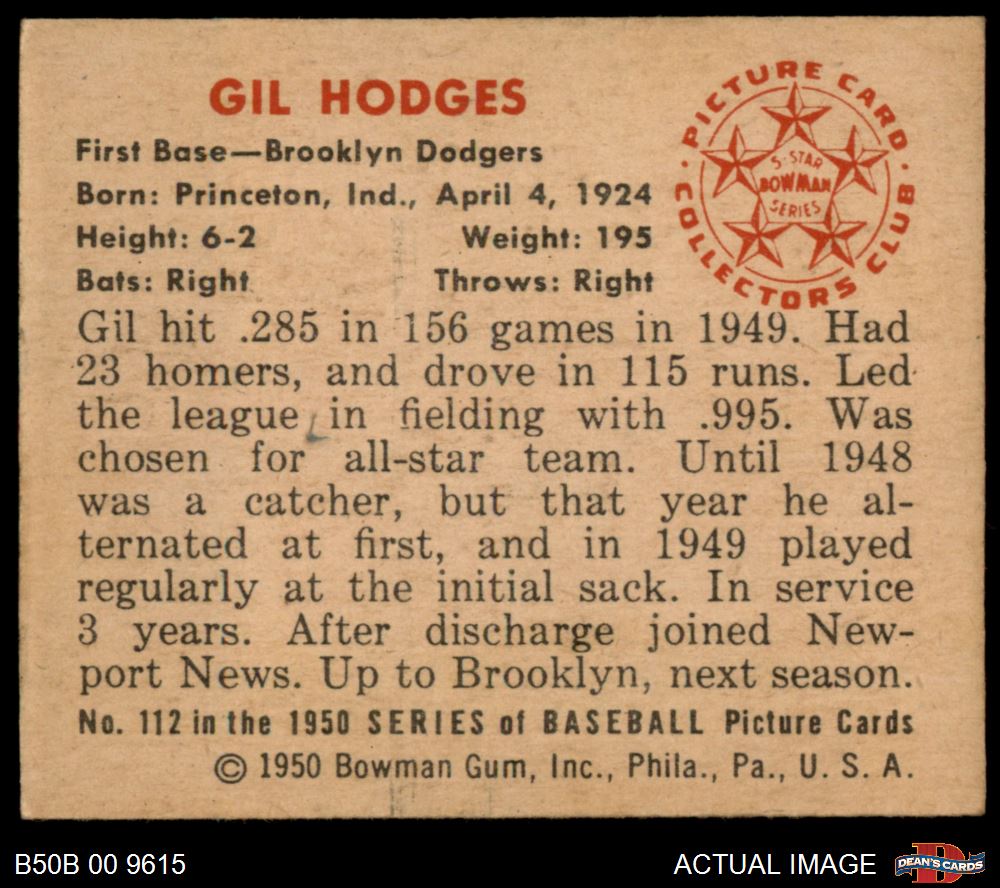 GIL HODGES
First Base—Brooklyn Dodgers
Born: Princeton, Ind., April 4, 1924
Height: 6-2 Weight: 195
Bats: Right Throws: Right
· PICTURE CARD ·
COLLECTORS CLUB
5-STAR
BOWMAN
SERIES
Gil hit .285 in 156 games in 1949. Had
23 homers, and drove in 115 runs. Led
the league in fielding with .995. Was
chosen for all-star team. Until 1948
was a catcher, but that year he al-
ternated at first, and in 1949 played
regularly at the initial sack. In service
3 years. After discharge joined New-
port News. Up to Brooklyn, next season.
No. 112 in the 1950 SERIES of BASEBALL Picture Cards
© 1950 Bowman Gum, Inc., Phila., Pa., U. S. A.
B50B 00 9615 ACTUAL IMAGE
D
DEAN'S CARDS